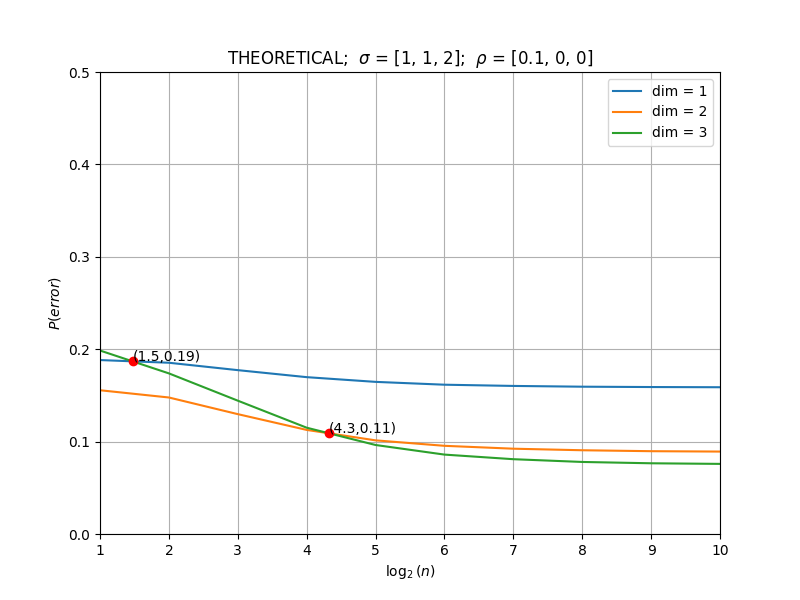 THEORETICAL;  σ = [1, 1, 2];  ρ = [0.1, 0, 0]
0.5
dim = 1
dim = 2
dim = 3
0.4
0.3
P(error)
0.2
(1.5,0.19)
(4.3,0.11)
0.1
0.0
1 2 3 4 5 6 7 8 9 10
log₂(n)